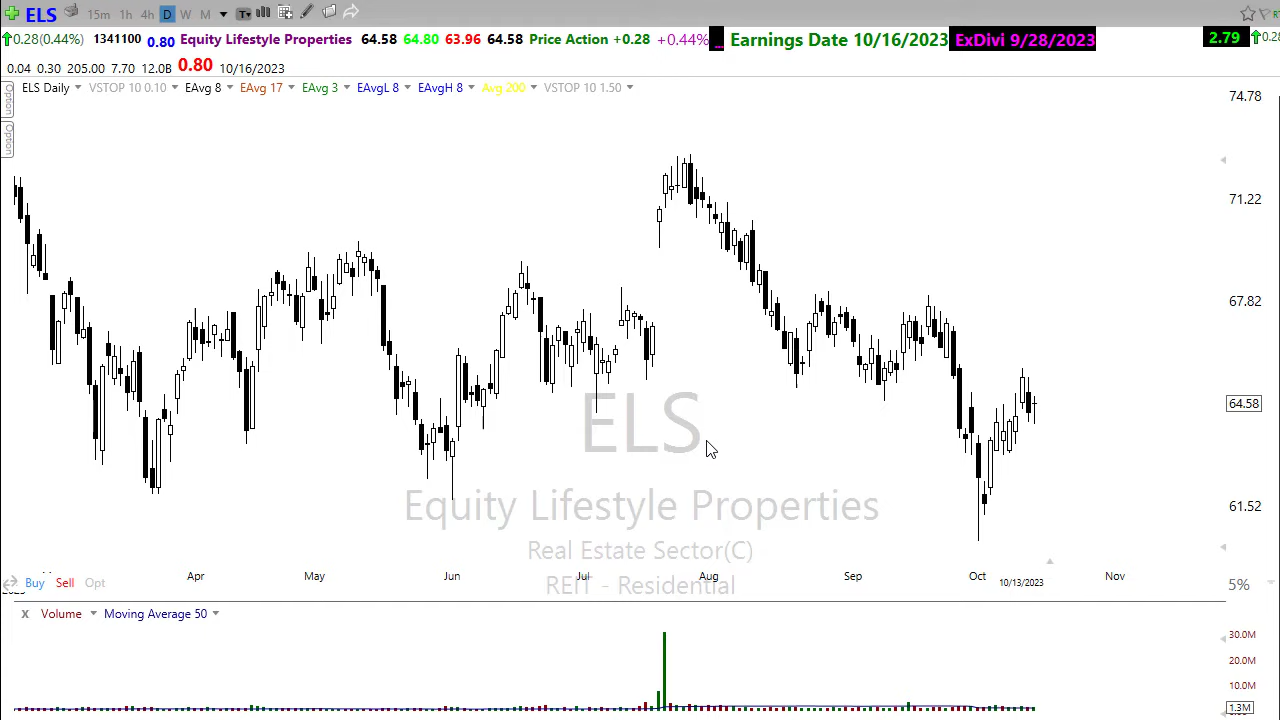 ELS 15m 1h 4h D W M T
0.28(0.44%) 1341100 0.80 Equity Lifestyle Properties 64.58 64.80 63.96 64.58 Price Action +0.28 +0.44% ... Earnings Date 10/16/2023 ExDivi 9/28/2023 2.79
0.04 0.30 205.00 7.70 12.0B 0.80 10/16/2023
ELS Daily VSTOP 10 0.10 EAvg 8 EAvg 17 EAvg 3 EAvgL 8 EAvgH 8 Avg 200 VSTOP 10 1.50
Option
Option
74.78
71.22
67.82
64.58
61.52
ELS
Equity Lifestyle Properties
Real Estate Sector(C)
REIT - Residential
Apr May Jun Jul Aug Sep Oct 10/13/2023 Nov
Buy Sell Opt 5%
X Volume Moving Average 50
30.0M
20.0M
10.0M
1.3M